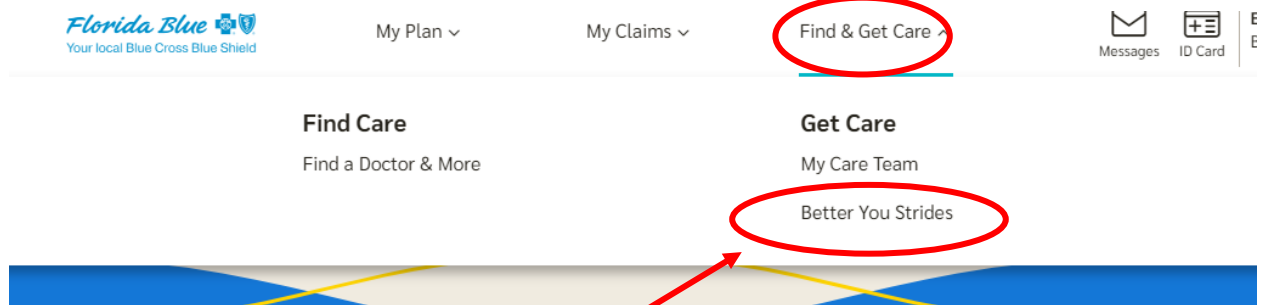 Florida Blue
Your local Blue Cross Blue Shield
My Plan
My Claims
Find & Get Care
Messages
ID Card
Find Care
Find a Doctor & More
Get Care
My Care Team
Better You Strides